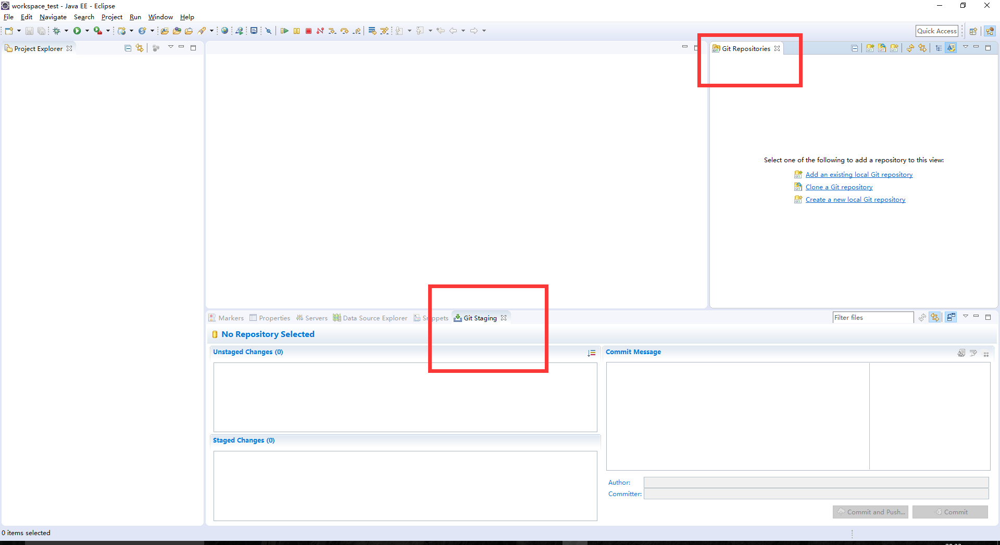 workspace_test - Java EE - Eclipse
File Edit Navigate Search Project Run Window Help
Quick Access
Project Explorer
Git Repositories
Select one of the following to add a repository to this view:
Add an existing local Git repository
Clone a Git repository
Create a new local Git repository
Markers Properties Servers Data Source Explorer Snippets Git Staging
Filter files
No Repository Selected
Unstaged Changes (0)
Commit Message
Staged Changes (0)
Author:
Committer:
Commit and Push...
Commit
0 items selected